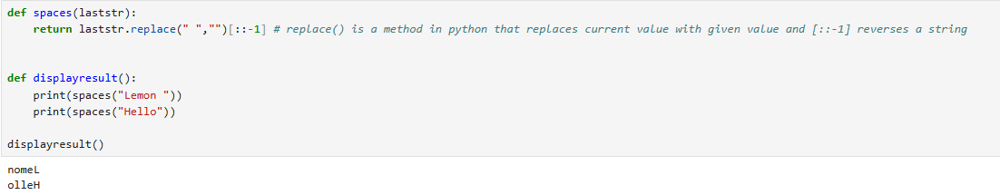 def spaces(laststr):
    return laststr.replace(" ","")[::-1] # replace() is a method in python that replaces current value with given value and [::-1] reverses a string
def displayresult():
    print(spaces("Lemon "))
    print(spaces("Hello"))
displayresult()
nomeL
olleH